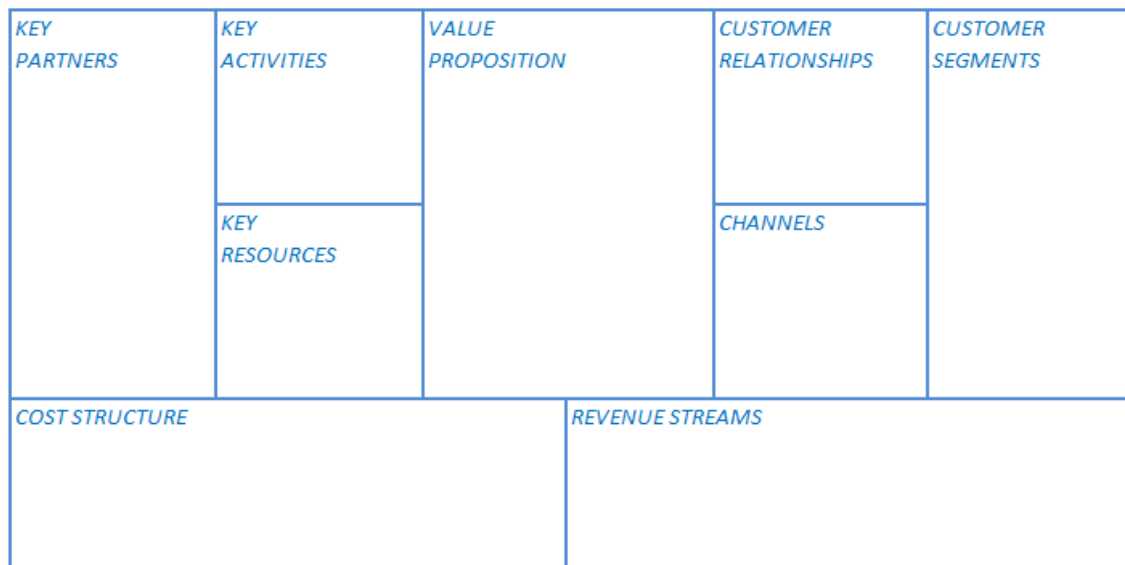 KEY
PARTNERS
KEY
ACTIVITIES
KEY
RESOURCES
VALUE
PROPOSITION
CUSTOMER
RELATIONSHIPS
CHANNELS
CUSTOMER
SEGMENTS
COST STRUCTURE
REVENUE STREAMS